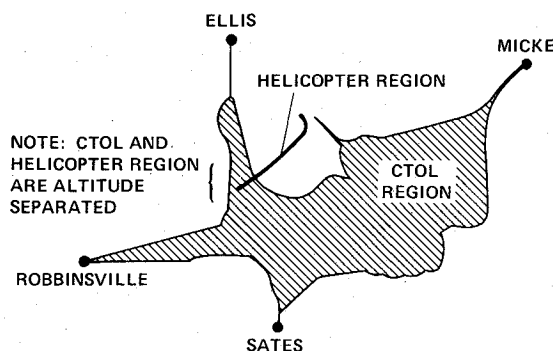 ELLIS
MICKE
HELICOPTER REGION
NOTE: CTOL AND
HELICOPTER REGION
ARE ALTITUDE
SEPARATED
CTOL
REGION
ROBBINSVILLE
SATES